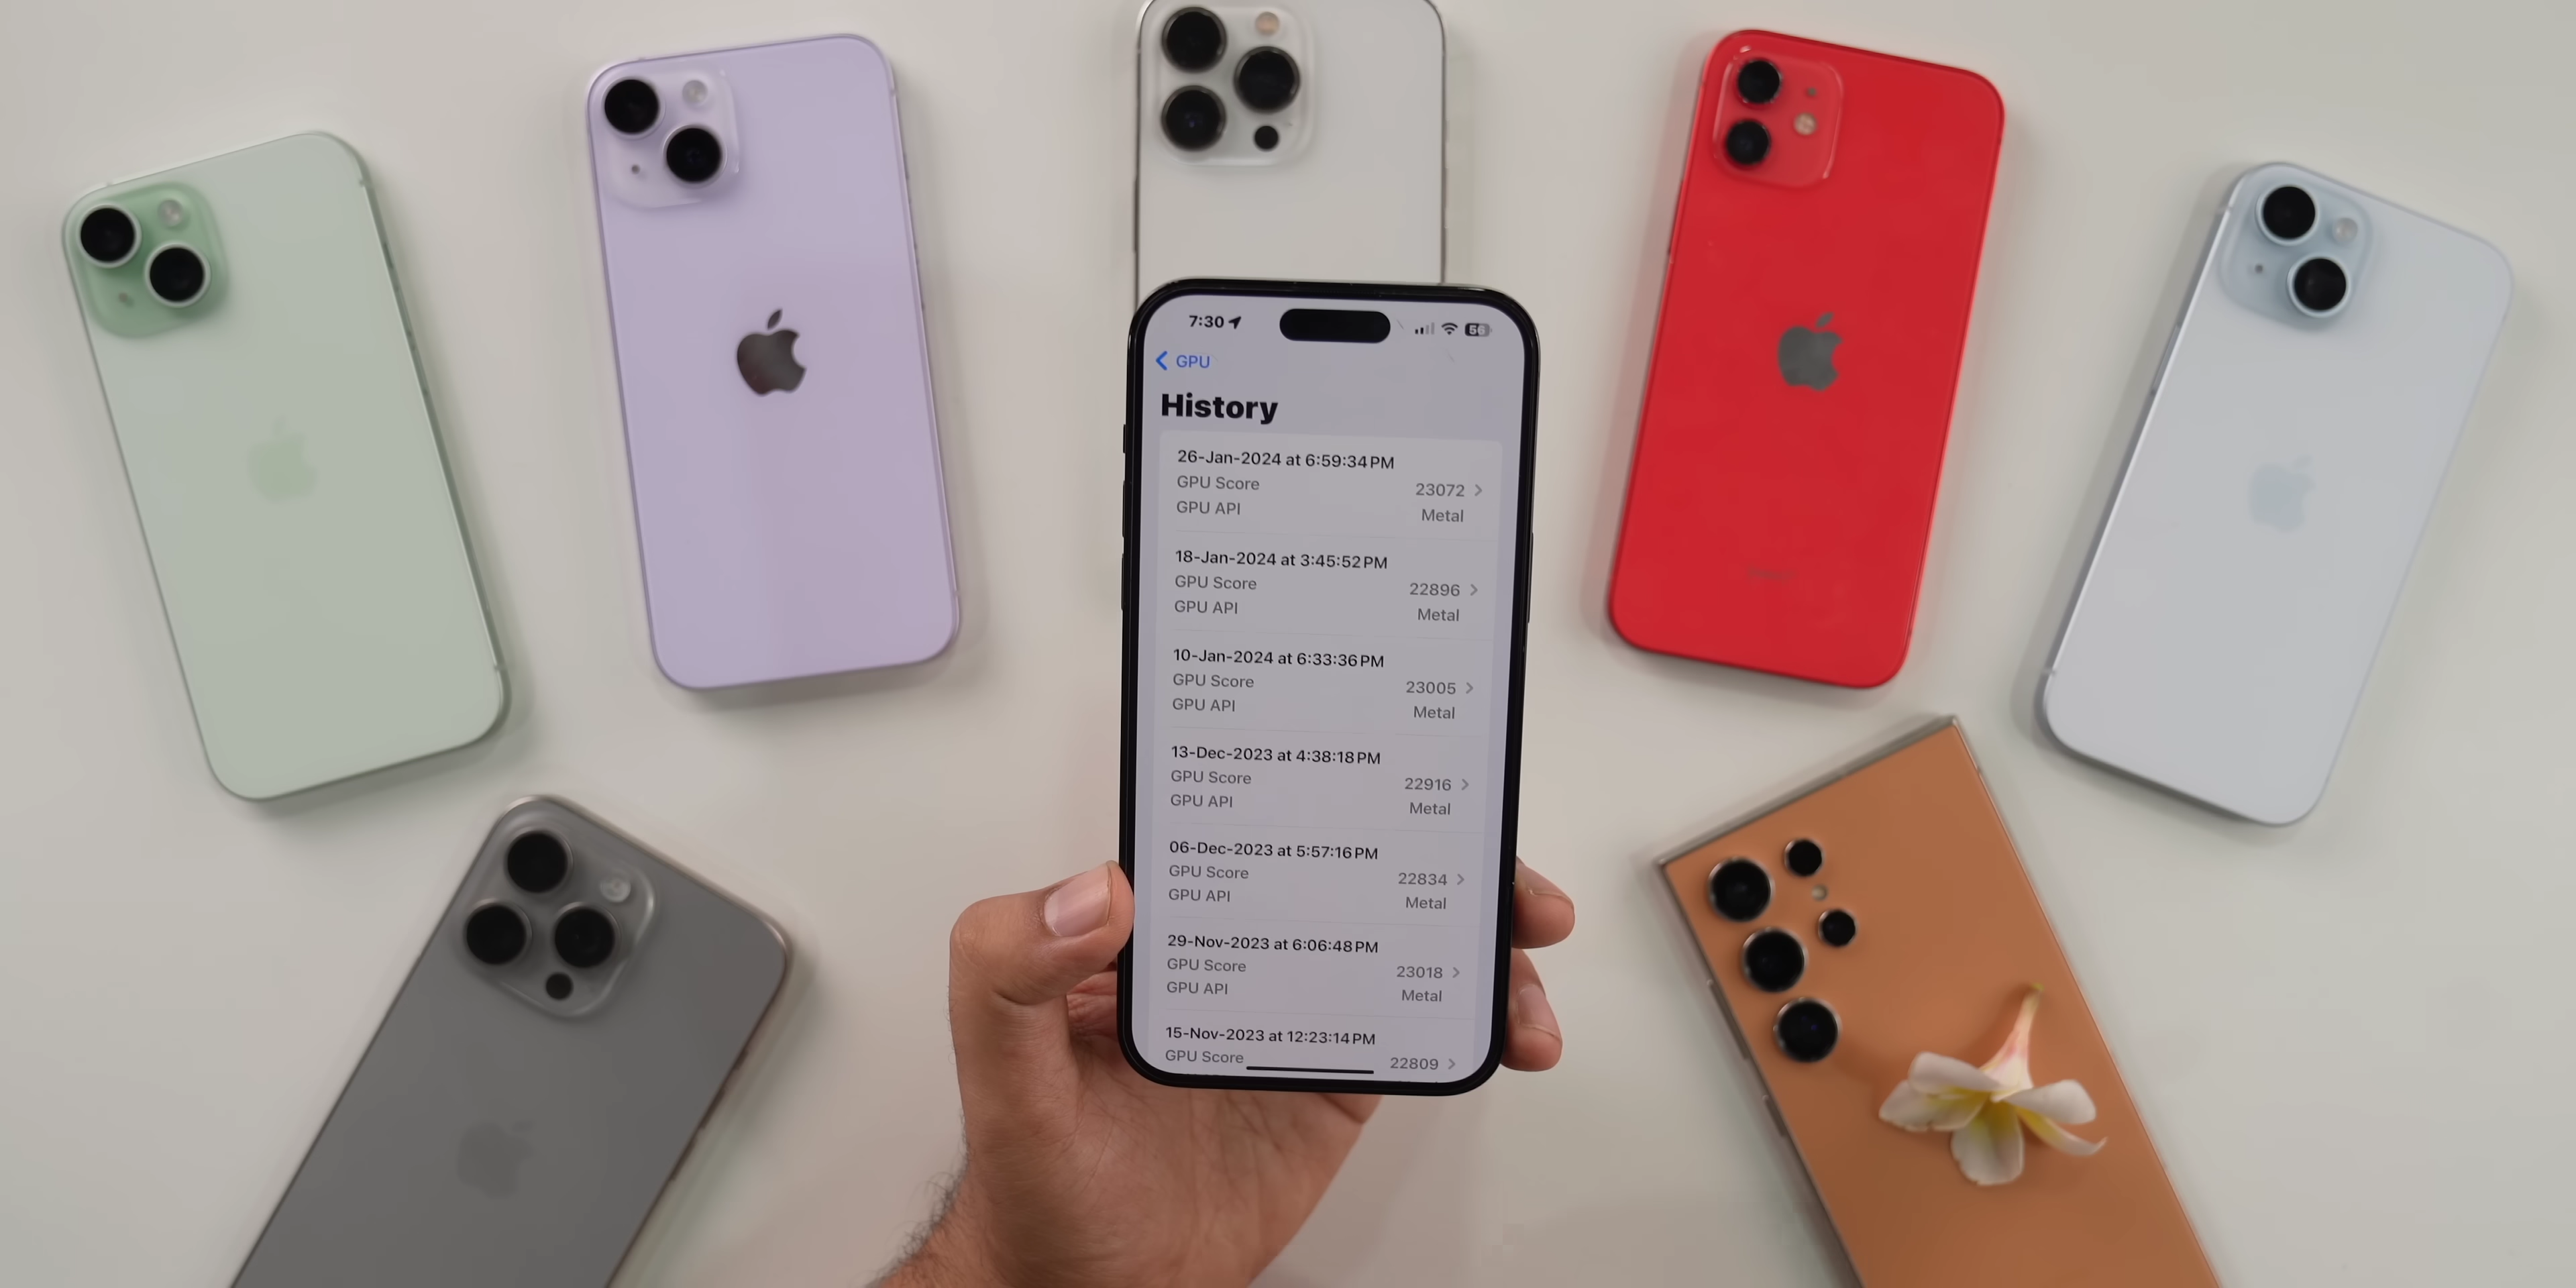 7:30
56
GPU
History
26-Jan-2024 at 6:59:34 PM
GPU Score 23072
GPU API Metal
18-Jan-2024 at 3:45:52 PM
GPU Score 22896
GPU API Metal
10-Jan-2024 at 6:33:36 PM
GPU Score 23005
GPU API Metal
13-Dec-2023 at 4:38:18 PM
GPU Score 22916
GPU API Metal
06-Dec-2023 at 5:57:16 PM
GPU Score 22834
GPU API Metal
29-Nov-2023 at 6:06:48 PM
GPU Score 23018
GPU API Metal
15-Nov-2023 at 12:23:14 PM
GPU Score 22809